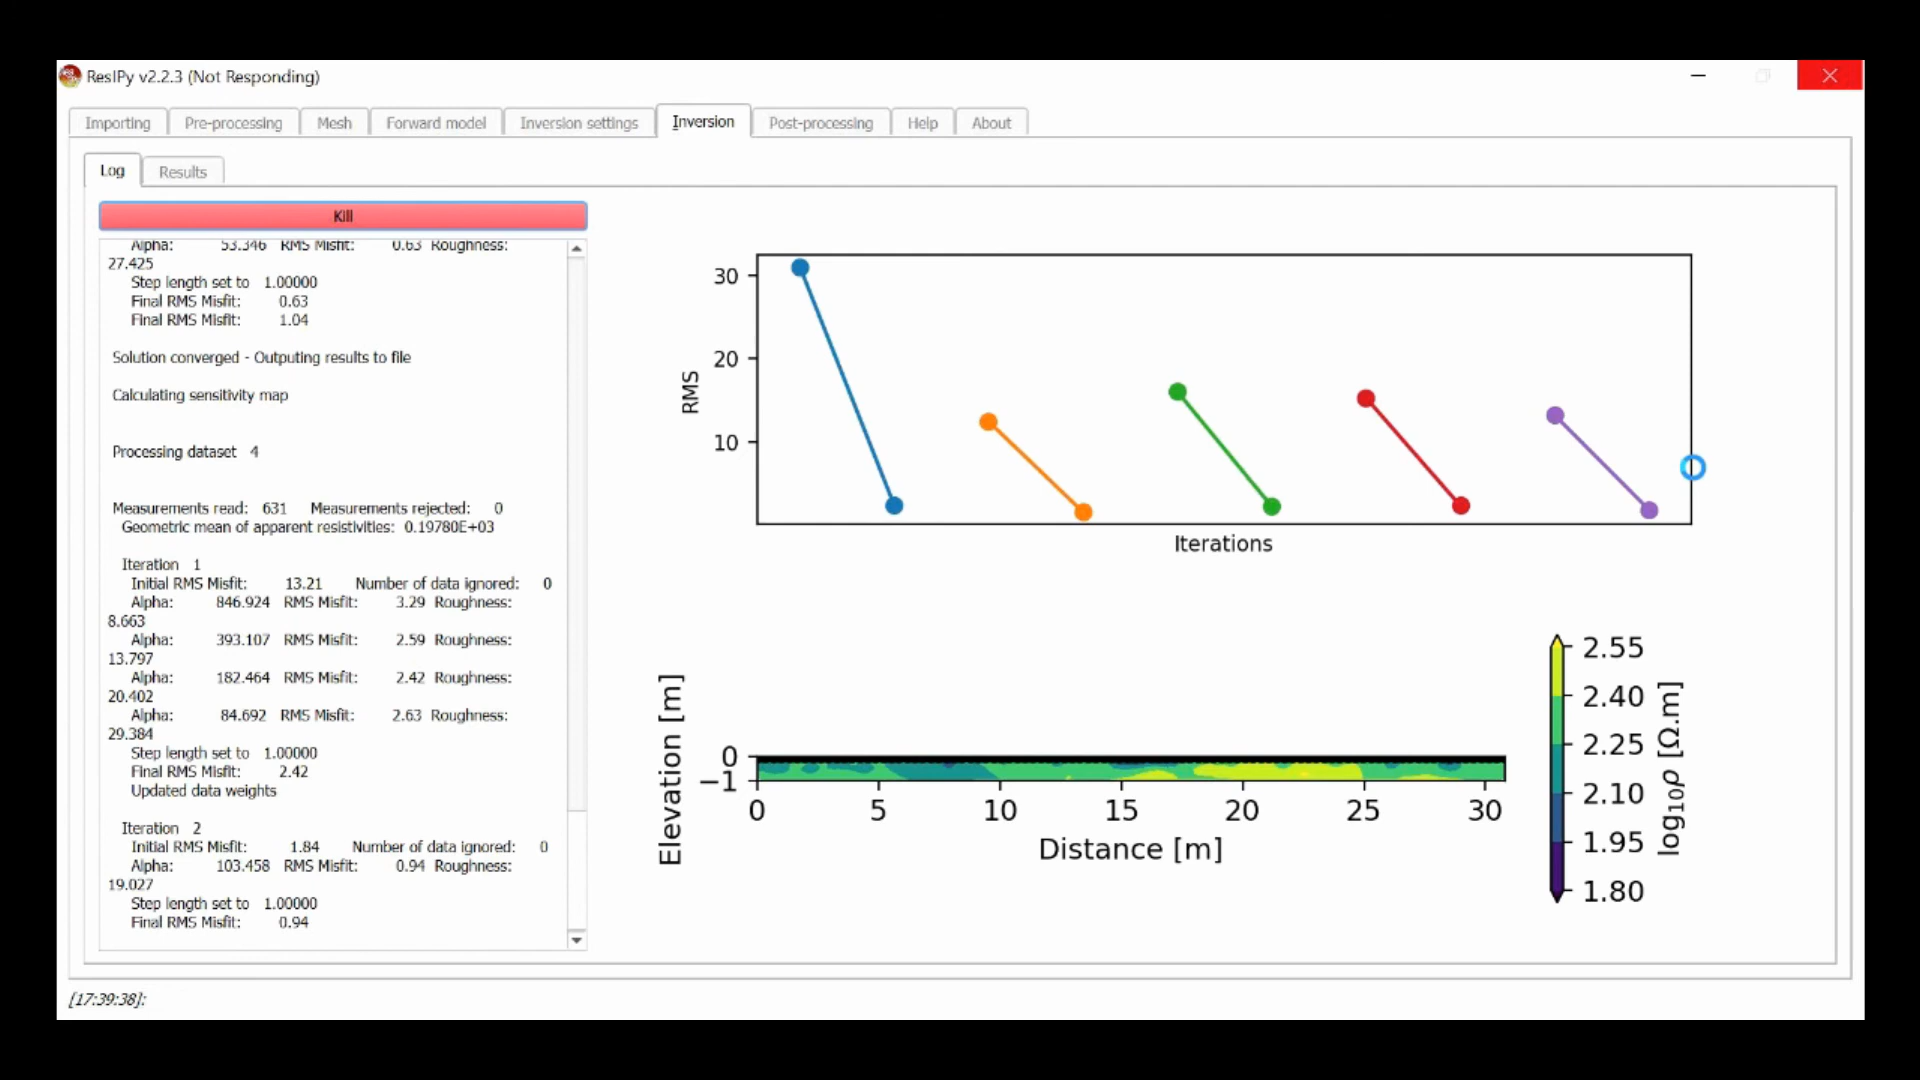 ResIPy v2.2.3 (Not Responding)
Importing Pre-processing Mesh Forward model Inversion settings Inversion Post-processing Help About
Log Results
Kill
Alpha: 53.346 RMS Misfit: 0.63 Roughness:
27.425
Step length set to 1.00000
Final RMS Misfit: 0.63
Final RMS Misfit: 1.04
Solution converged - Outputing results to file
Calculating sensitivity map
Processing dataset 4
Measurements read: 631 Measurements rejected: 0
Geometric mean of apparent resistivities: 0.19780E+03
Iteration 1
Initial RMS Misfit: 13.21 Number of data ignored: 0
Alpha: 846.924 RMS Misfit: 3.29 Roughness:
8.663
Alpha: 393.107 RMS Misfit: 2.59 Roughness:
13.797
Alpha: 182.464 RMS Misfit: 2.42 Roughness:
20.402
Alpha: 84.692 RMS Misfit: 2.63 Roughness:
29.384
Step length set to 1.00000
Final RMS Misfit: 2.42
Updated data weights
Iteration 2
Initial RMS Misfit: 1.84 Number of data ignored: 0
Alpha: 103.458 RMS Misfit: 0.94 Roughness:
19.027
Step length set to 1.00000
Final RMS Misfit: 0.94
30
20
10
RMS
Iterations
Elevation [m]
0
−1
0 5 10 15 20 25 30
Distance [m]
2.55
2.40
2.25
2.10
1.95
1.80
log10ρ [Ω.m]
[17:39:38]: